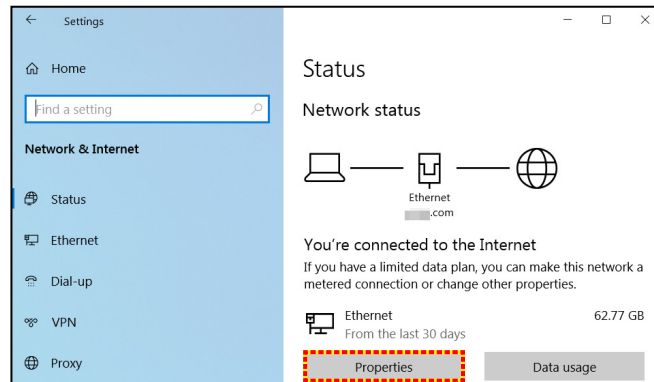 Settings
Home
Find a setting
Network & Internet
Status
Ethernet
Dial-up
VPN
Proxy
Status
Network status
Ethernet
.com
You're connected to the Internet
If you have a limited data plan, you can make this network a
metered connection or change other properties.
Ethernet 62.77 GB
From the last 30 days
Properties Data usage